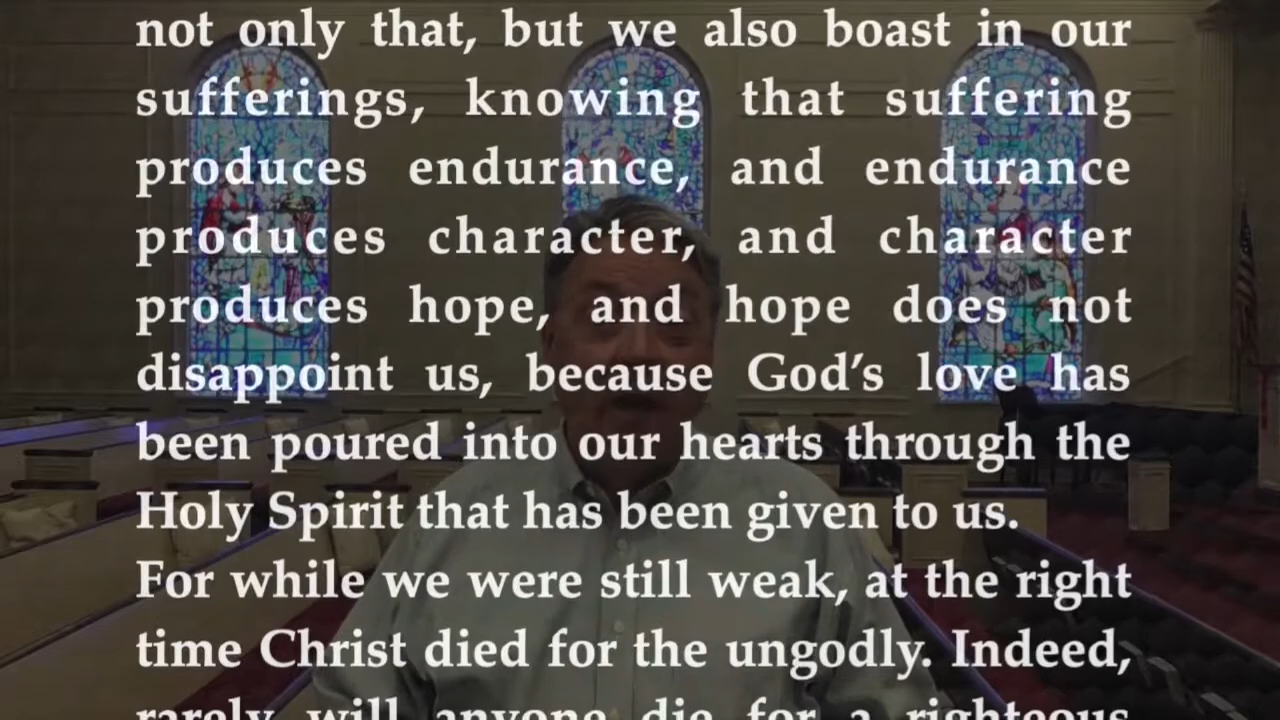 not only that, but we also boast in our
sufferings, knowing that suffering
produces endurance, and endurance
produces character, and character
produces hope, and hope does not
disappoint us, because God’s love has
been poured into our hearts through the
Holy Spirit that has been given to us.
For while we were still weak, at the right
time Christ died for the ungodly. Indeed,
rarely will anyone die for a righteous